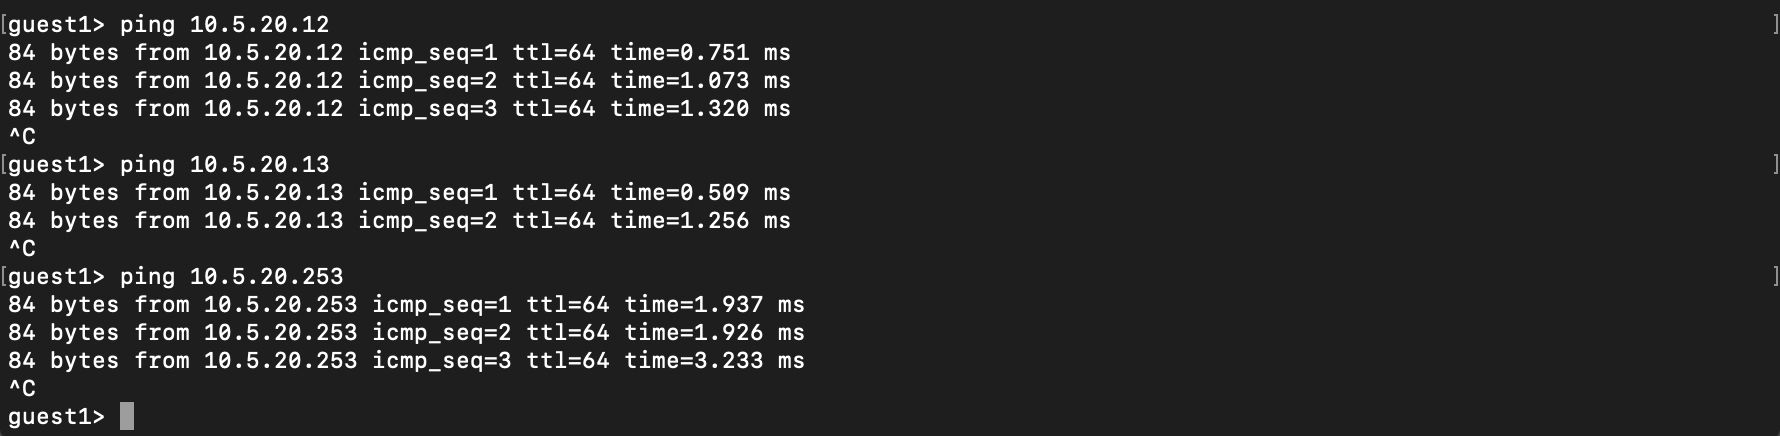 [guest1> ping 10.5.20.12 ]
84 bytes from 10.5.20.12 icmp_seq=1 ttl=64 time=0.751 ms
84 bytes from 10.5.20.12 icmp_seq=2 ttl=64 time=1.073 ms
84 bytes from 10.5.20.12 icmp_seq=3 ttl=64 time=1.320 ms
^C
[guest1> ping 10.5.20.13 ]
84 bytes from 10.5.20.13 icmp_seq=1 ttl=64 time=0.509 ms
84 bytes from 10.5.20.13 icmp_seq=2 ttl=64 time=1.256 ms
^C
[guest1> ping 10.5.20.253 ]
84 bytes from 10.5.20.253 icmp_seq=1 ttl=64 time=1.937 ms
84 bytes from 10.5.20.253 icmp_seq=2 ttl=64 time=1.926 ms
84 bytes from 10.5.20.253 icmp_seq=3 ttl=64 time=3.233 ms
^C
guest1>